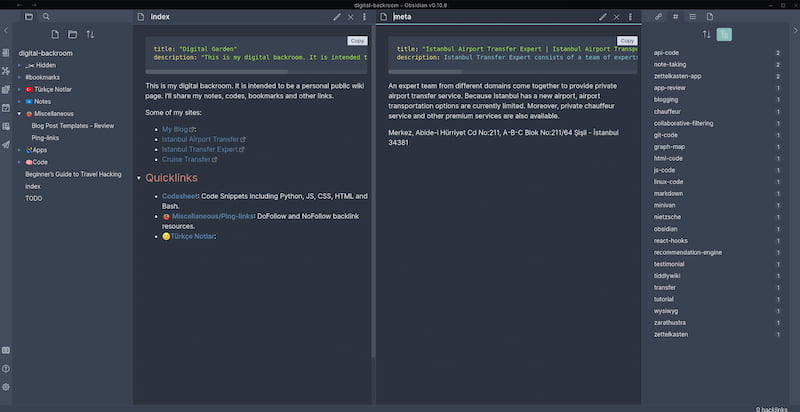 digital-backroom - Obsidian v0.10.8
digital-backroom
_✂ Hidden
#bookmarks
🇹🇷 Türkçe Notlar
Notes
Miscellaneous
Blog Post Templates - Review
Ping-links
Apps
🧠Code
Beginner's Guide to Travel Hacking
index
TODO
index
Copy
title: "Digital Garden"
description: "This is my digital backroom. It is intended t
This is my digital backroom. It is intended to be a personal public wiki
page. I'll share my notes, codes, bookmarks and other links.
Some of my sites:
My Blog
Istanbul Airport Transfer
Istanbul Transfer Expert
Cruise Transfer
Quicklinks
Codesheet: Code Snippets including Python, JS, CSS, HTML and
Bash.
Miscellaneous/Ping-links: DoFollow and NoFollow backlink
resources.
Türkçe Notlar:
meta
Copy
title: "Istanbul Airport Transfer Expert | Istanbul Airport Transpo
description: Istanbul Transfer Expert consists of a team of experts
An expert team from different domains come together to provide private
airport transfer service. Because Istanbul has a new airport, airport
transportation options are currently limited. Moreover, private chauffeur
service and other premium services are also available.
Merkez, Abide-i Hürriyet Cd No:211, A-B-C Blok No:211/64 Şişli - İstanbul
34381
api-code 2
note-taking 2
zettelkasten-app 2
app-review 1
blogging 1
chauffeur 1
collaborative-filtering 1
git-code 1
graph-map 1
html-code 1
js-code 1
linux-code 1
markdown 1
minivan 1
nietzsche 1
obsidian 1
react-hooks 1
recommendation-engine 1
testimonial 1
tiddlywiki 1
transfer 1
tutorial 1
wysiwyg 1
zarathustra 1
zettelkasten 1
0 backlinks